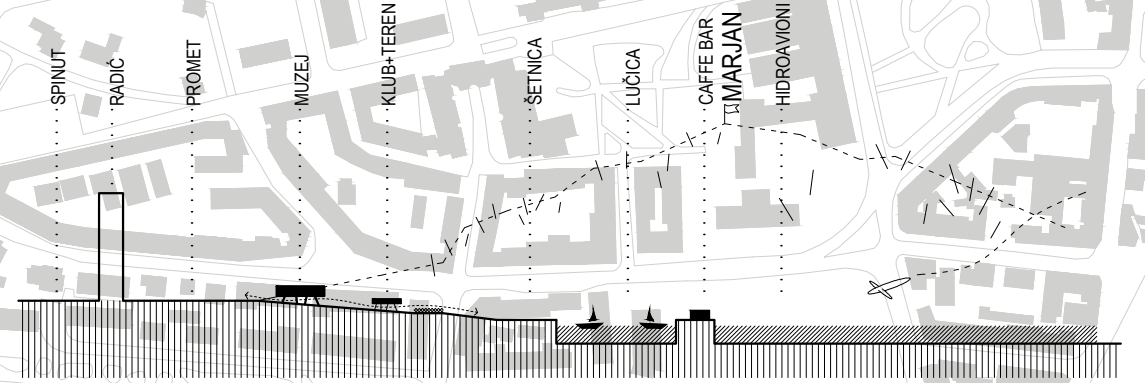 SPINUT
RADIĆ
PROMET
MUZEJ
KLUB+TEREN
ŠETNICA
LUČICA
CAFFE BAR
MARJAN
HIDROAVIONI